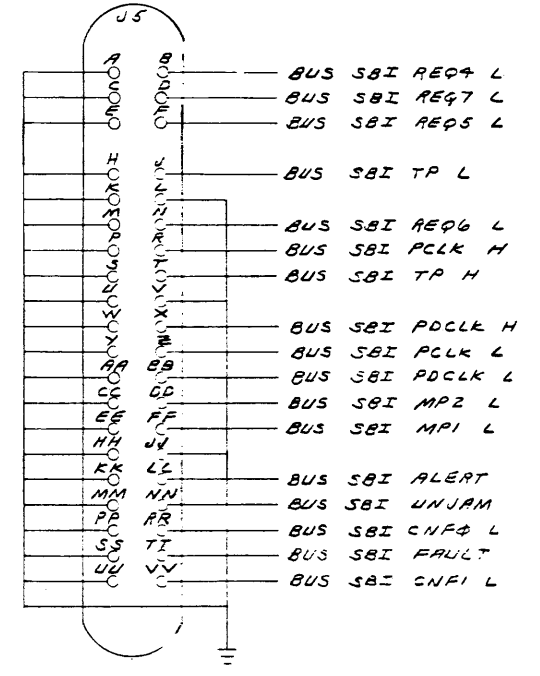 J5
A B BUS SBI REQ4 L
C D BUS SBI REQ7 L
E F BUS SBI REQ5 L
H J BUS SBI TP L
K L
M N BUS SBI REQ6 L
P R BUS SBI PCLK H
S T BUS SBI TP H
U V
W X BUS SBI PDCLK H
Y Z BUS SBI PCLK L
AA BB BUS SBI PDCLK L
CC DD BUS SBI MP2 L
EE FF BUS SBI MP1 L
HH JJ
KK LL BUS SBI ALERT
MM NN BUS SBI UNJAM
PP RR BUS SBI CNF0 L
SS TT BUS SBI FAULT
UU VV BUS SBI CNF1 L